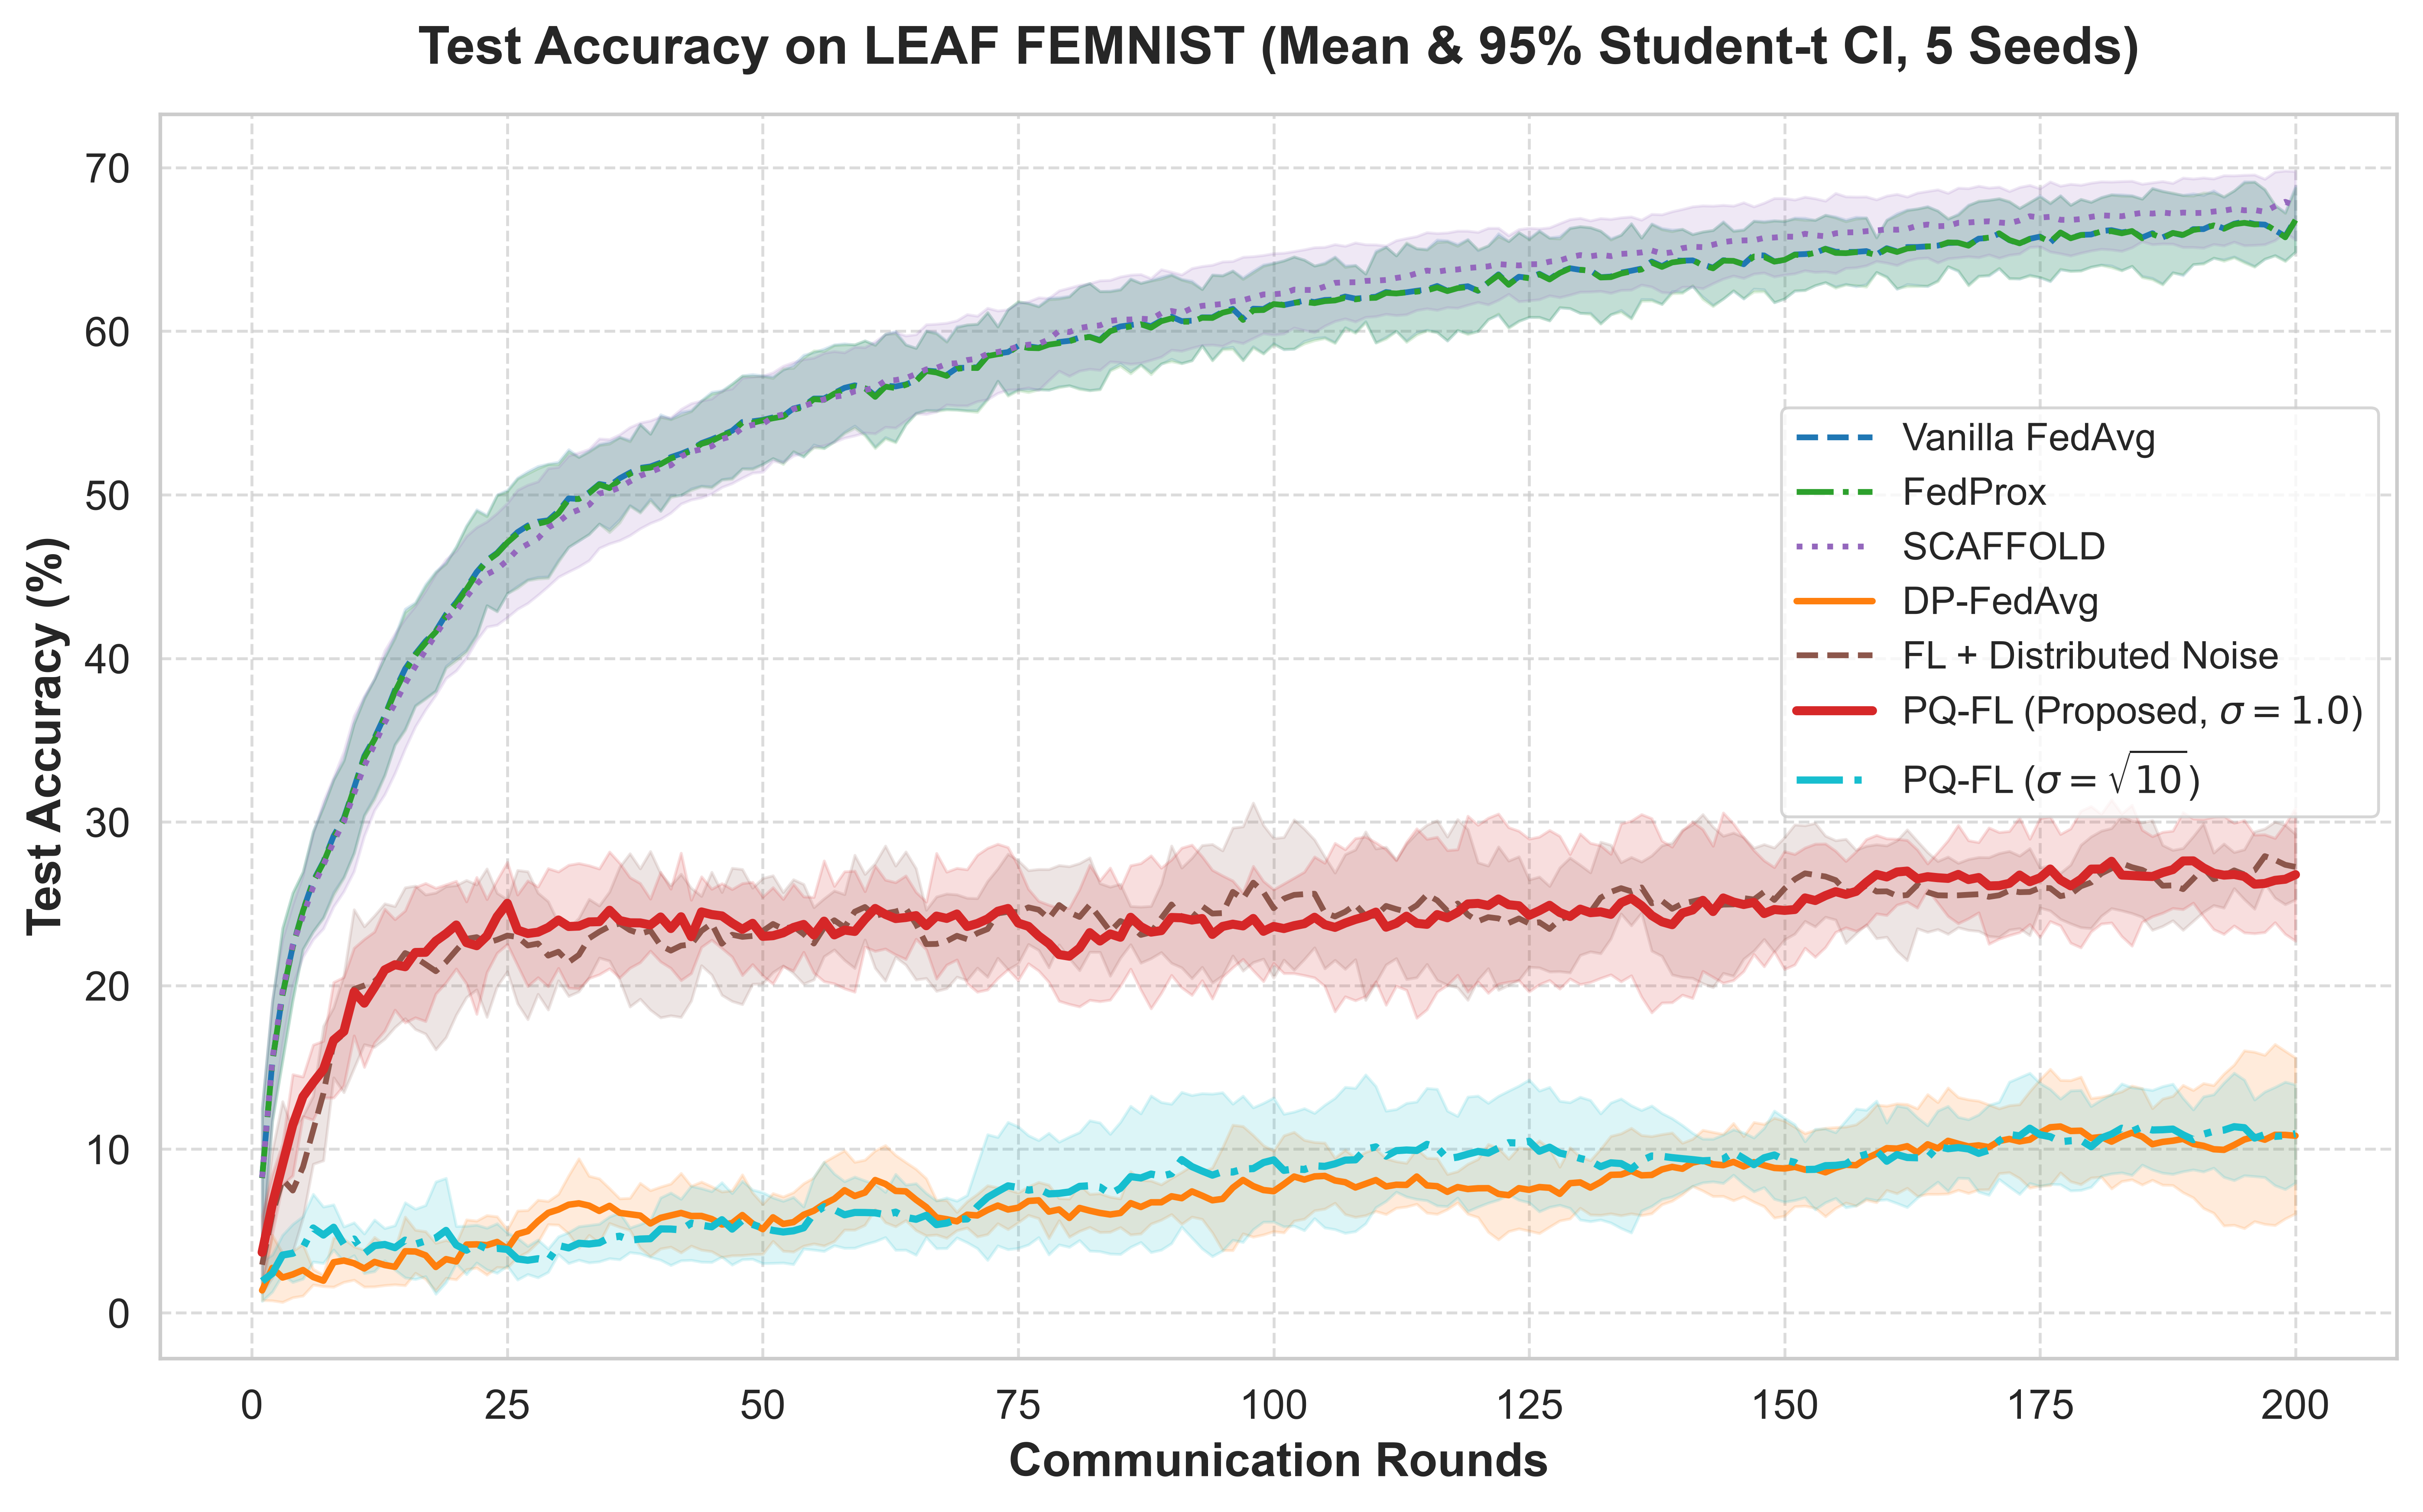 Test Accuracy on LEAF FEMNIST (Mean & 95% Student-t CI, 5 Seeds)
Test Accuracy (%)
70
60
50
40
30
20
10
0
Vanilla FedAvg
FedProx
SCAFFOLD
DP-FedAvg
FL + Distributed Noise
PQ-FL (Proposed, σ = 1.0)
PQ-FL (σ = √10)
0 25 50 75 100 125 150 175 200
Communication Rounds